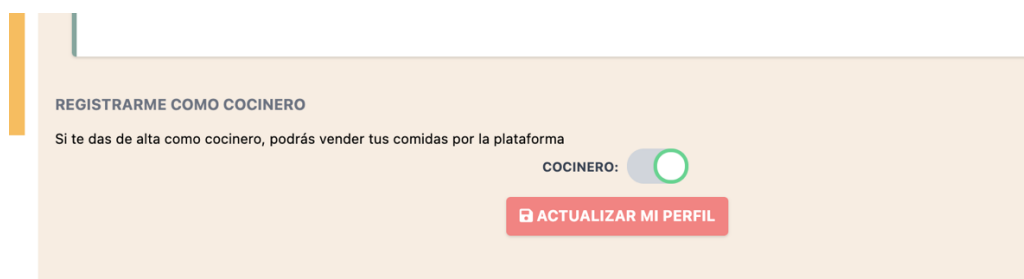 REGISTRARME COMO COCINERO
Si te das de alta como cocinero, podrás vender tus comidas por la plataforma
COCINERO:
ACTUALIZAR MI PERFIL